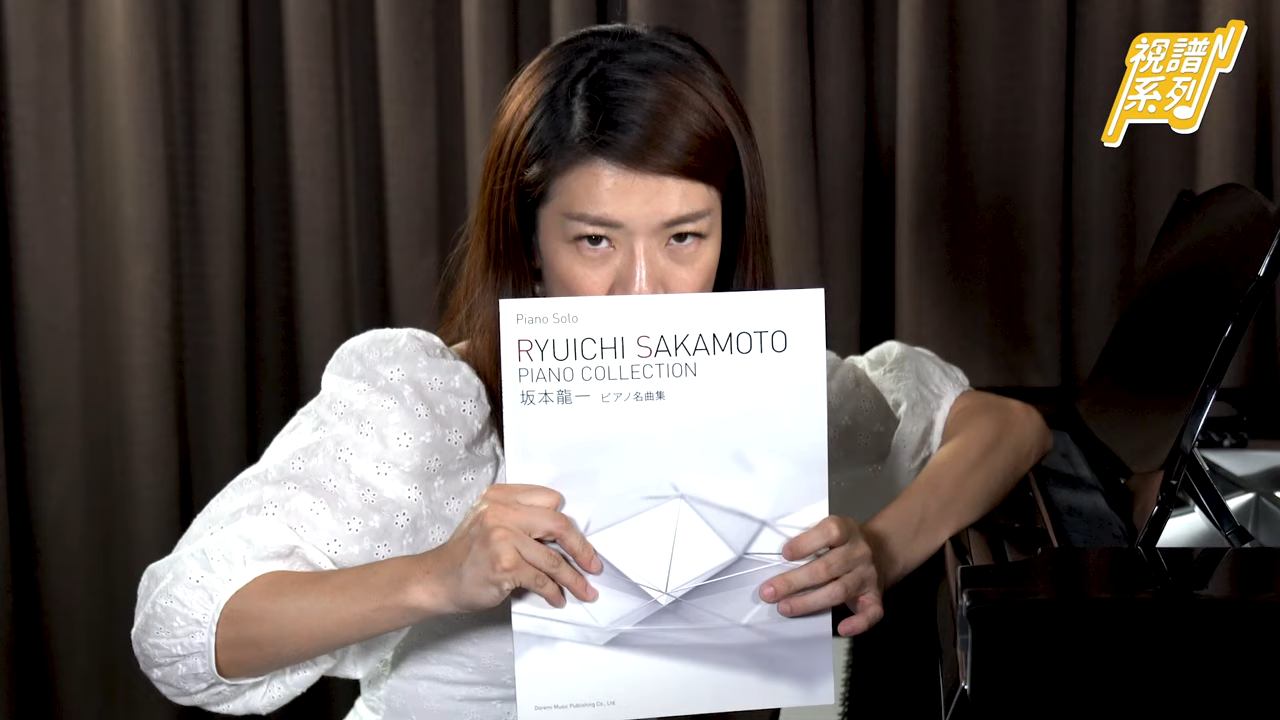 視譜
系列
Piano Solo
RYUICHI SAKAMOTO
PIANO COLLECTION
坂本龍一 ピアノ名曲集
Doremi Music Publishing Co., Ltd.